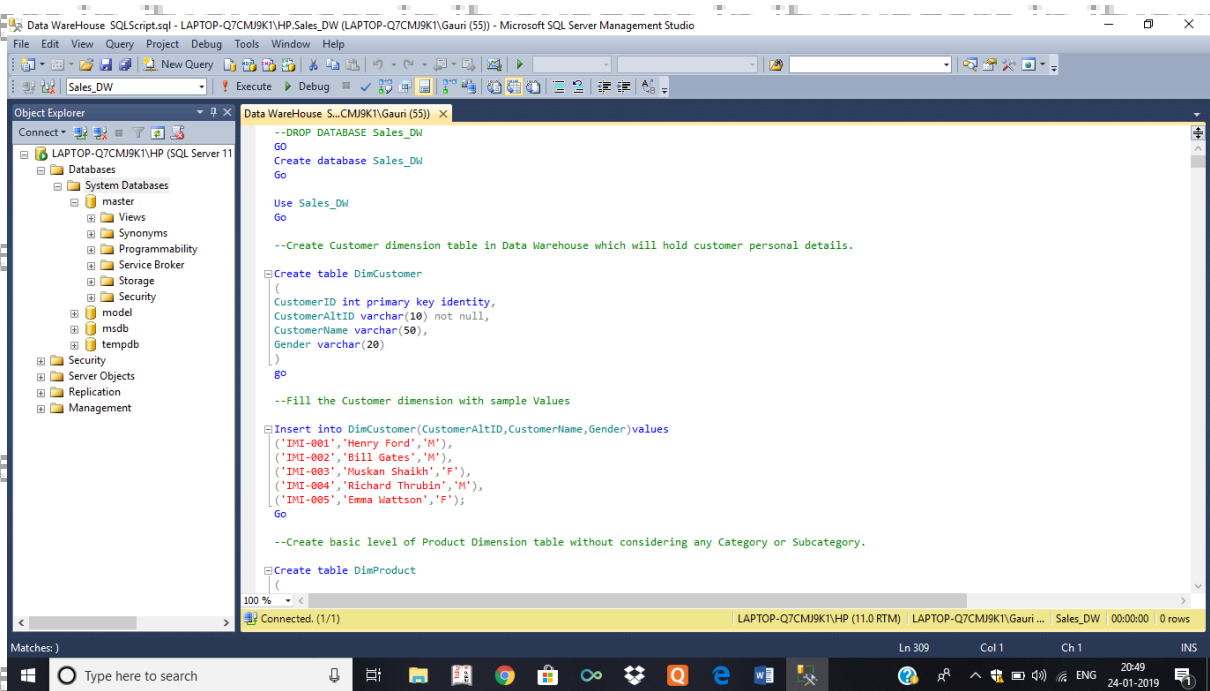 Data WareHouse SQLScript.sql - LAPTOP-Q7CMJ9K1\HP.Sales_DW (LAPTOP-Q7CMJ9K1\Gauri (55)) - Microsoft SQL Server Management Studio
File Edit View Query Project Debug Tools Window Help
New Query
Sales_DW Execute Debug
Object Explorer
Connect
LAPTOP-Q7CMJ9K1\HP (SQL Server 11
Databases
System Databases
master
Views
Synonyms
Programmability
Service Broker
Storage
Security
model
msdb
tempdb
Security
Server Objects
Replication
Management
Data WareHouse S...CMJ9K1\Gauri (55))
--DROP DATABASE Sales_DW
GO
Create database Sales_DW
Go
Use Sales_DW
Go
--Create Customer dimension table in Data Warehouse which will hold customer personal details.
Create table DimCustomer
(
CustomerID int primary key identity,
CustomerAltID varchar(10) not null,
CustomerName varchar(50),
Gender varchar(20)
)
go
--Fill the Customer dimension with sample Values
Insert into DimCustomer(CustomerAltID,CustomerName,Gender)values
('IMI-001','Henry Ford','M'),
('IMI-002','Bill Gates','M'),
('IMI-003','Muskan Shaikh','F'),
('IMI-004','Richard Thrubin','M'),
('IMI-005','Emma Wattson','F');
Go
--Create basic level of Product Dimension table without considering any Category or Subcategory.
Create table DimProduct
(
100 %
Connected. (1/1) LAPTOP-Q7CMJ9K1\HP (11.0 RTM) LAPTOP-Q7CMJ9K1\Gauri ... Sales_DW 00:00:00 0 rows
Matches: ) Ln 309 Col 1 Ch 1 INS
Type here to search
ENG
20:49
24-01-2019
1